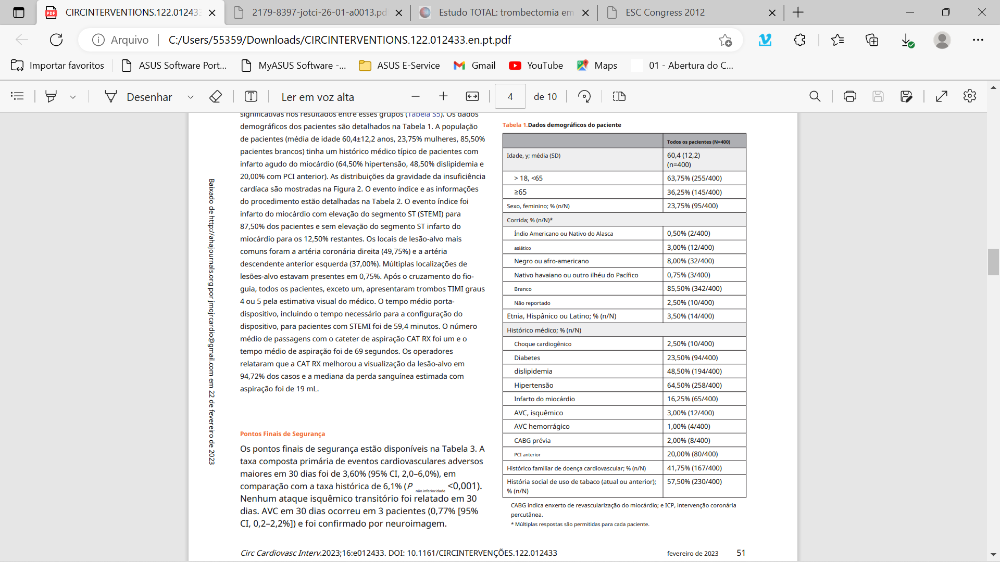 CIRCINTERVENTIONS.122.01243
2179-8397-jotci-26-01-a0013.pd
Estudo TOTAL: trombectomia em
ESC Congress 2012
Arquivo
C:/Users/55359/Downloads/CIRCINTERVENTIONS.122.012433.en.pt.pdf
Importar favoritos
ASUS Software Port...
MyASUS Software -...
ASUS E-Service
Gmail
YouTube
Maps
01 - Abertura do C...
Desenhar
Ler em voz alta
4
de 10
significativas nos resultados entre esses grupos (Tabela S5). Os dados
demográficos dos pacientes são detalhados na Tabela 1. A população
de pacientes (média de idade 60,4±12,2 anos, 23,75% mulheres, 85,50%
pacientes brancos) tinha um histórico médico típico de pacientes com
infarto agudo do miocárdio (64,50% hipertensão, 48,50% dislipidemia e
20,00% com PCI anterior). As distribuições da gravidade da insuficiência
cardíaca são mostradas na Figura 2. O evento índice e as informações
do procedimento estão detalhadas na Tabela 2. O evento índice foi
infarto do miocárdio com elevação do segmento ST (STEMI) para
87,50% dos pacientes e sem elevação do segmento ST infarto do
miocárdio para os 12,50% restantes. Os locais de lesão-alvo mais
comuns foram a artéria coronária direita (49,75%) e a artéria
descendente anterior esquerda (37,00%). Múltiplas localizações de
lesões-alvo estavam presentes em 0,75%. Após o cruzamento do fio-
guia, todos os pacientes, exceto um, apresentaram trombos TIMI graus
4 ou 5 pela estimativa visual do médico. O tempo médio porta-
dispositivo, incluindo o tempo necessário para a configuração do
dispositivo, para pacientes com STEMI foi de 59,4 minutos. O número
médio de passagens com o cateter de aspiração CAT RX foi um e o
tempo médio de aspiração foi de 69 segundos. Os operadores
relataram que a CAT RX melhorou a visualização da lesão-alvo em
94,72% dos casos e a mediana da perda sanguínea estimada com
aspiração foi de 19 mL.
Pontos Finais de Segurança
Os pontos finais de segurança estão disponíveis na Tabela 3. A
taxa composta primária de eventos cardiovasculares adversos
maiores em 30 dias foi de 3,60% (95% CI, 2,0–6,0%), em
comparação com a taxa histórica de 6,1% (P não inferioridade <0,001).
Nenhum ataque isquêmico transitório foi relatado em 30
dias. AVC em 30 dias ocorreu em 3 pacientes (0,77% [95%
CI, 0,2–2,2%]) e foi confirmado por neuroimagem.
Tabela 1.Dados demográficos do paciente
Todos os pacientes (N=400)
Idade, y; média (SD) 60,4 (12,2)
(n=400)
> 18, <65 63,75% (255/400)
≥65 36,25% (145/400)
Sexo, feminino; % (n/N) 23,75% (95/400)
Corrida; % (n/N)*
Índio Americano ou Nativo do Alasca 0,50% (2/400)
asiático 3,00% (12/400)
Negro ou afro-americano 8,00% (32/400)
Nativo havaiano ou outro ilhéu do Pacífico 0,75% (3/400)
Branco 85,50% (342/400)
Não reportado 2,50% (10/400)
Etnia, Hispânico ou Latino; % (n/N) 3,50% (14/400)
Histórico médico; % (n/N)
Choque cardiogênico 2,50% (10/400)
Diabetes 23,50% (94/400)
dislipidemia 48,50% (194/400)
Hipertensão 64,50% (258/400)
Infarto do miocárdio 16,25% (65/400)
AVC, isquêmico 3,00% (12/400)
AVC hemorrágico 1,00% (4/400)
CABG prévia 2,00% (8/400)
PCI anterior 20,00% (80/400)
Histórico familiar de doença cardiovascular; % (n/N) 41,75% (167/400)
História social de uso de tabaco (atual ou anterior); 57,50% (230/400)
% (n/N)
CABG indica enxerto de revascularização do miocárdio; e ICP, intervenção coronária
percutânea.
* Múltiplas respostas são permitidas para cada paciente.
Baixado de http://ahajournals.org por jmojrcardio@gmail.com em 22 de fevereiro de 2023
Circ Cardiovasc Interv.2023;16:e012433. DOI: 10.1161/CIRCINTERVENÇÕES.122.012433
fevereiro de 2023 51